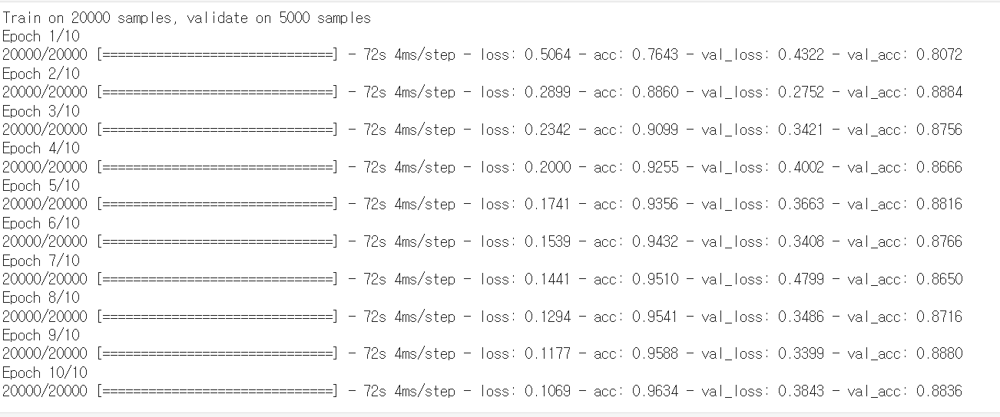 Train on 20000 samples, validate on 5000 samples
Epoch 1/10
20000/20000 [==============================] - 72s 4ms/step - loss: 0.5064 - acc: 0.7643 - val_loss: 0.4322 - val_acc: 0.8072
Epoch 2/10
20000/20000 [==============================] - 72s 4ms/step - loss: 0.2899 - acc: 0.8860 - val_loss: 0.2752 - val_acc: 0.8884
Epoch 3/10
20000/20000 [==============================] - 72s 4ms/step - loss: 0.2342 - acc: 0.9099 - val_loss: 0.3421 - val_acc: 0.8756
Epoch 4/10
20000/20000 [==============================] - 72s 4ms/step - loss: 0.2000 - acc: 0.9255 - val_loss: 0.4002 - val_acc: 0.8666
Epoch 5/10
20000/20000 [==============================] - 72s 4ms/step - loss: 0.1741 - acc: 0.9356 - val_loss: 0.3663 - val_acc: 0.8816
Epoch 6/10
20000/20000 [==============================] - 72s 4ms/step - loss: 0.1539 - acc: 0.9432 - val_loss: 0.3408 - val_acc: 0.8766
Epoch 7/10
20000/20000 [==============================] - 72s 4ms/step - loss: 0.1441 - acc: 0.9510 - val_loss: 0.4799 - val_acc: 0.8650
Epoch 8/10
20000/20000 [==============================] - 72s 4ms/step - loss: 0.1294 - acc: 0.9541 - val_loss: 0.3486 - val_acc: 0.8716
Epoch 9/10
20000/20000 [==============================] - 72s 4ms/step - loss: 0.1177 - acc: 0.9588 - val_loss: 0.3399 - val_acc: 0.8880
Epoch 10/10
20000/20000 [==============================] - 72s 4ms/step - loss: 0.1069 - acc: 0.9634 - val_loss: 0.3843 - val_acc: 0.8836